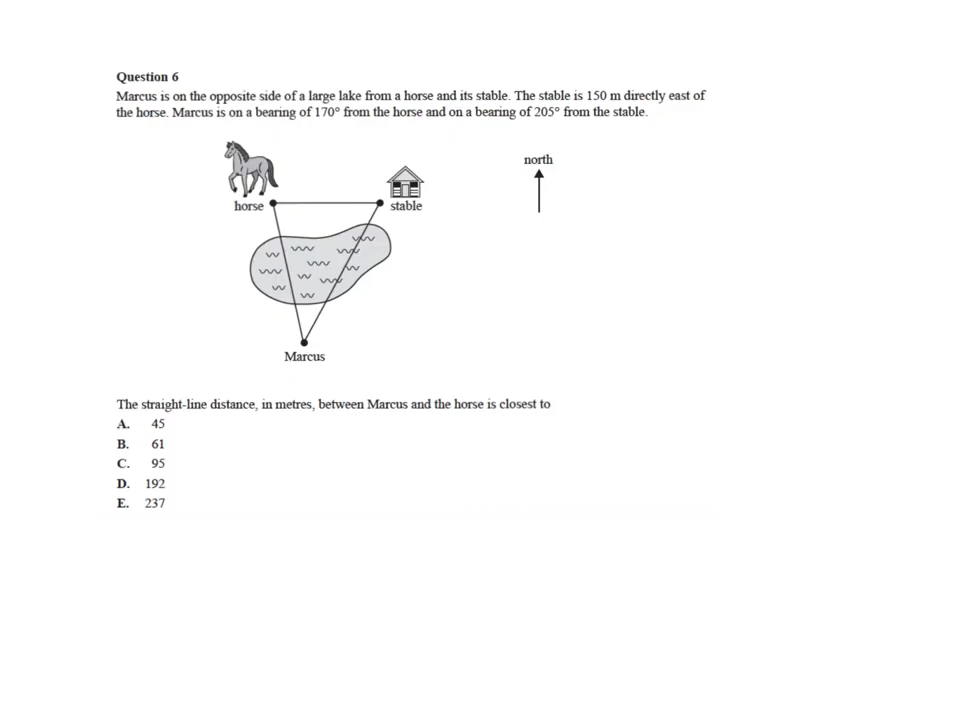 Question 6
Marcus is on the opposite side of a large lake from a horse and its stable. The stable is 150 m directly east of
the horse. Marcus is on a bearing of 170° from the horse and on a bearing of 205° from the stable.
north
horse
stable
Marcus
The straight-line distance, in metres, between Marcus and the horse is closest to
A. 45
B. 61
C. 95
D. 192
E. 237